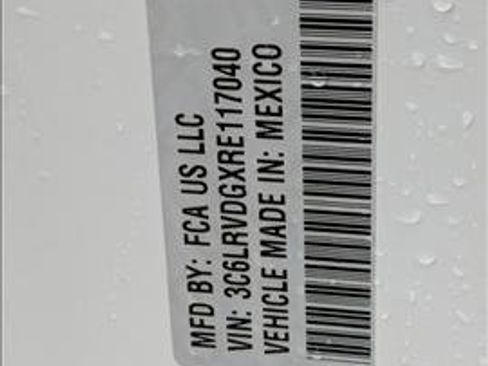 MFD BY: FCA US LLC
VIN: 3C6LRVDGXRE117040
VEHICLE MADE IN: MEXICO